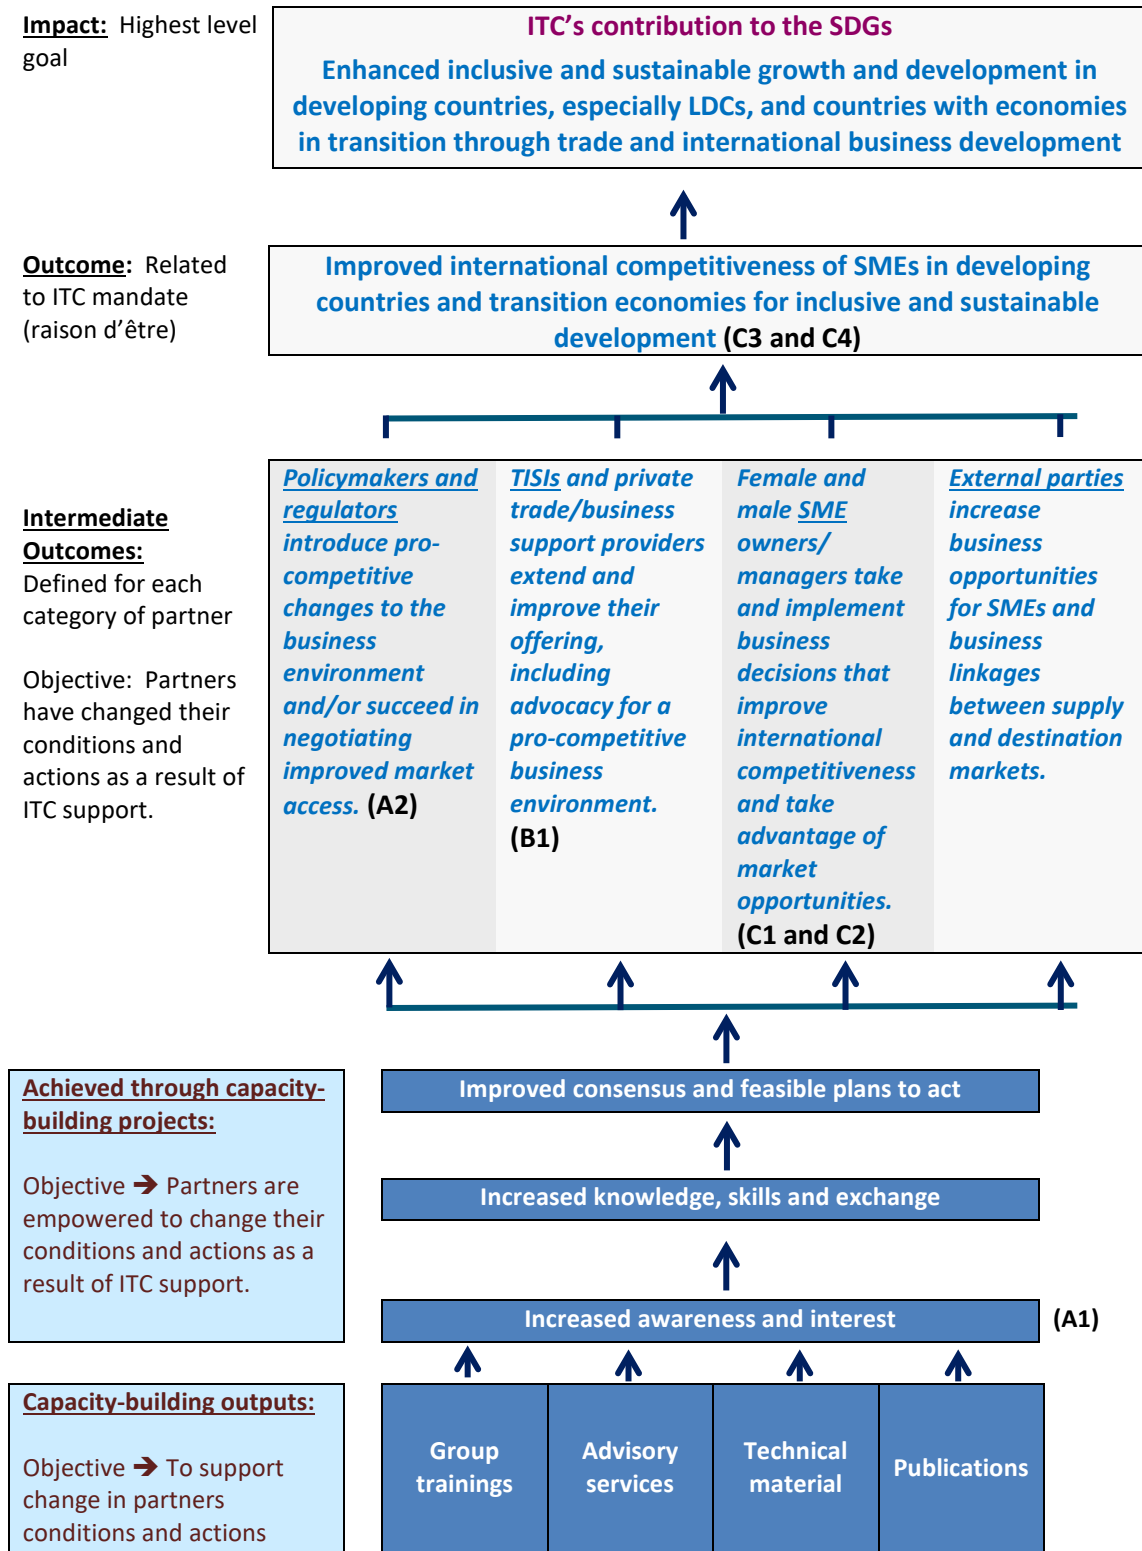 Impact: Highest level
goal
ITC’s contribution to the SDGs
Enhanced inclusive and sustainable growth and development in
developing countries, especially LDCs, and countries with economies
in transition through trade and international business development
Outcome: Related
to ITC mandate
(raison d’être)
Improved international competitiveness of SMEs in developing
countries and transition economies for inclusive and sustainable
development (C3 and C4)
Intermediate
Outcomes:
Defined for each
category of partner
Objective: Partners
have changed their
conditions and
actions as a result of
ITC support.
Policymakers and
regulators
introduce pro-
competitive
changes to the
business
environment
and/or succeed in
negotiating
improved market
access. (A2)
TISIs and private
trade/business
support providers
extend and
improve their
offering,
including
advocacy for a
pro-competitive
business
environment.
(B1)
Female and
male SME
owners/
managers take
and implement
business
decisions that
improve
international
competitiveness
and take
advantage of
market
opportunities.
(C1 and C2)
External parties
increase
business
opportunities
for SMEs and
business
linkages
between supply
and destination
markets.
Achieved through capacity-
building projects:
Objective ➔ Partners are
empowered to change their
conditions and actions as a
result of ITC support.
Improved consensus and feasible plans to act
Increased knowledge, skills and exchange
Increased awareness and interest
(A1)
Capacity-building outputs:
Objective ➔ To support
change in partners
conditions and actions
Group
trainings
Advisory
services
Technical
material
Publications